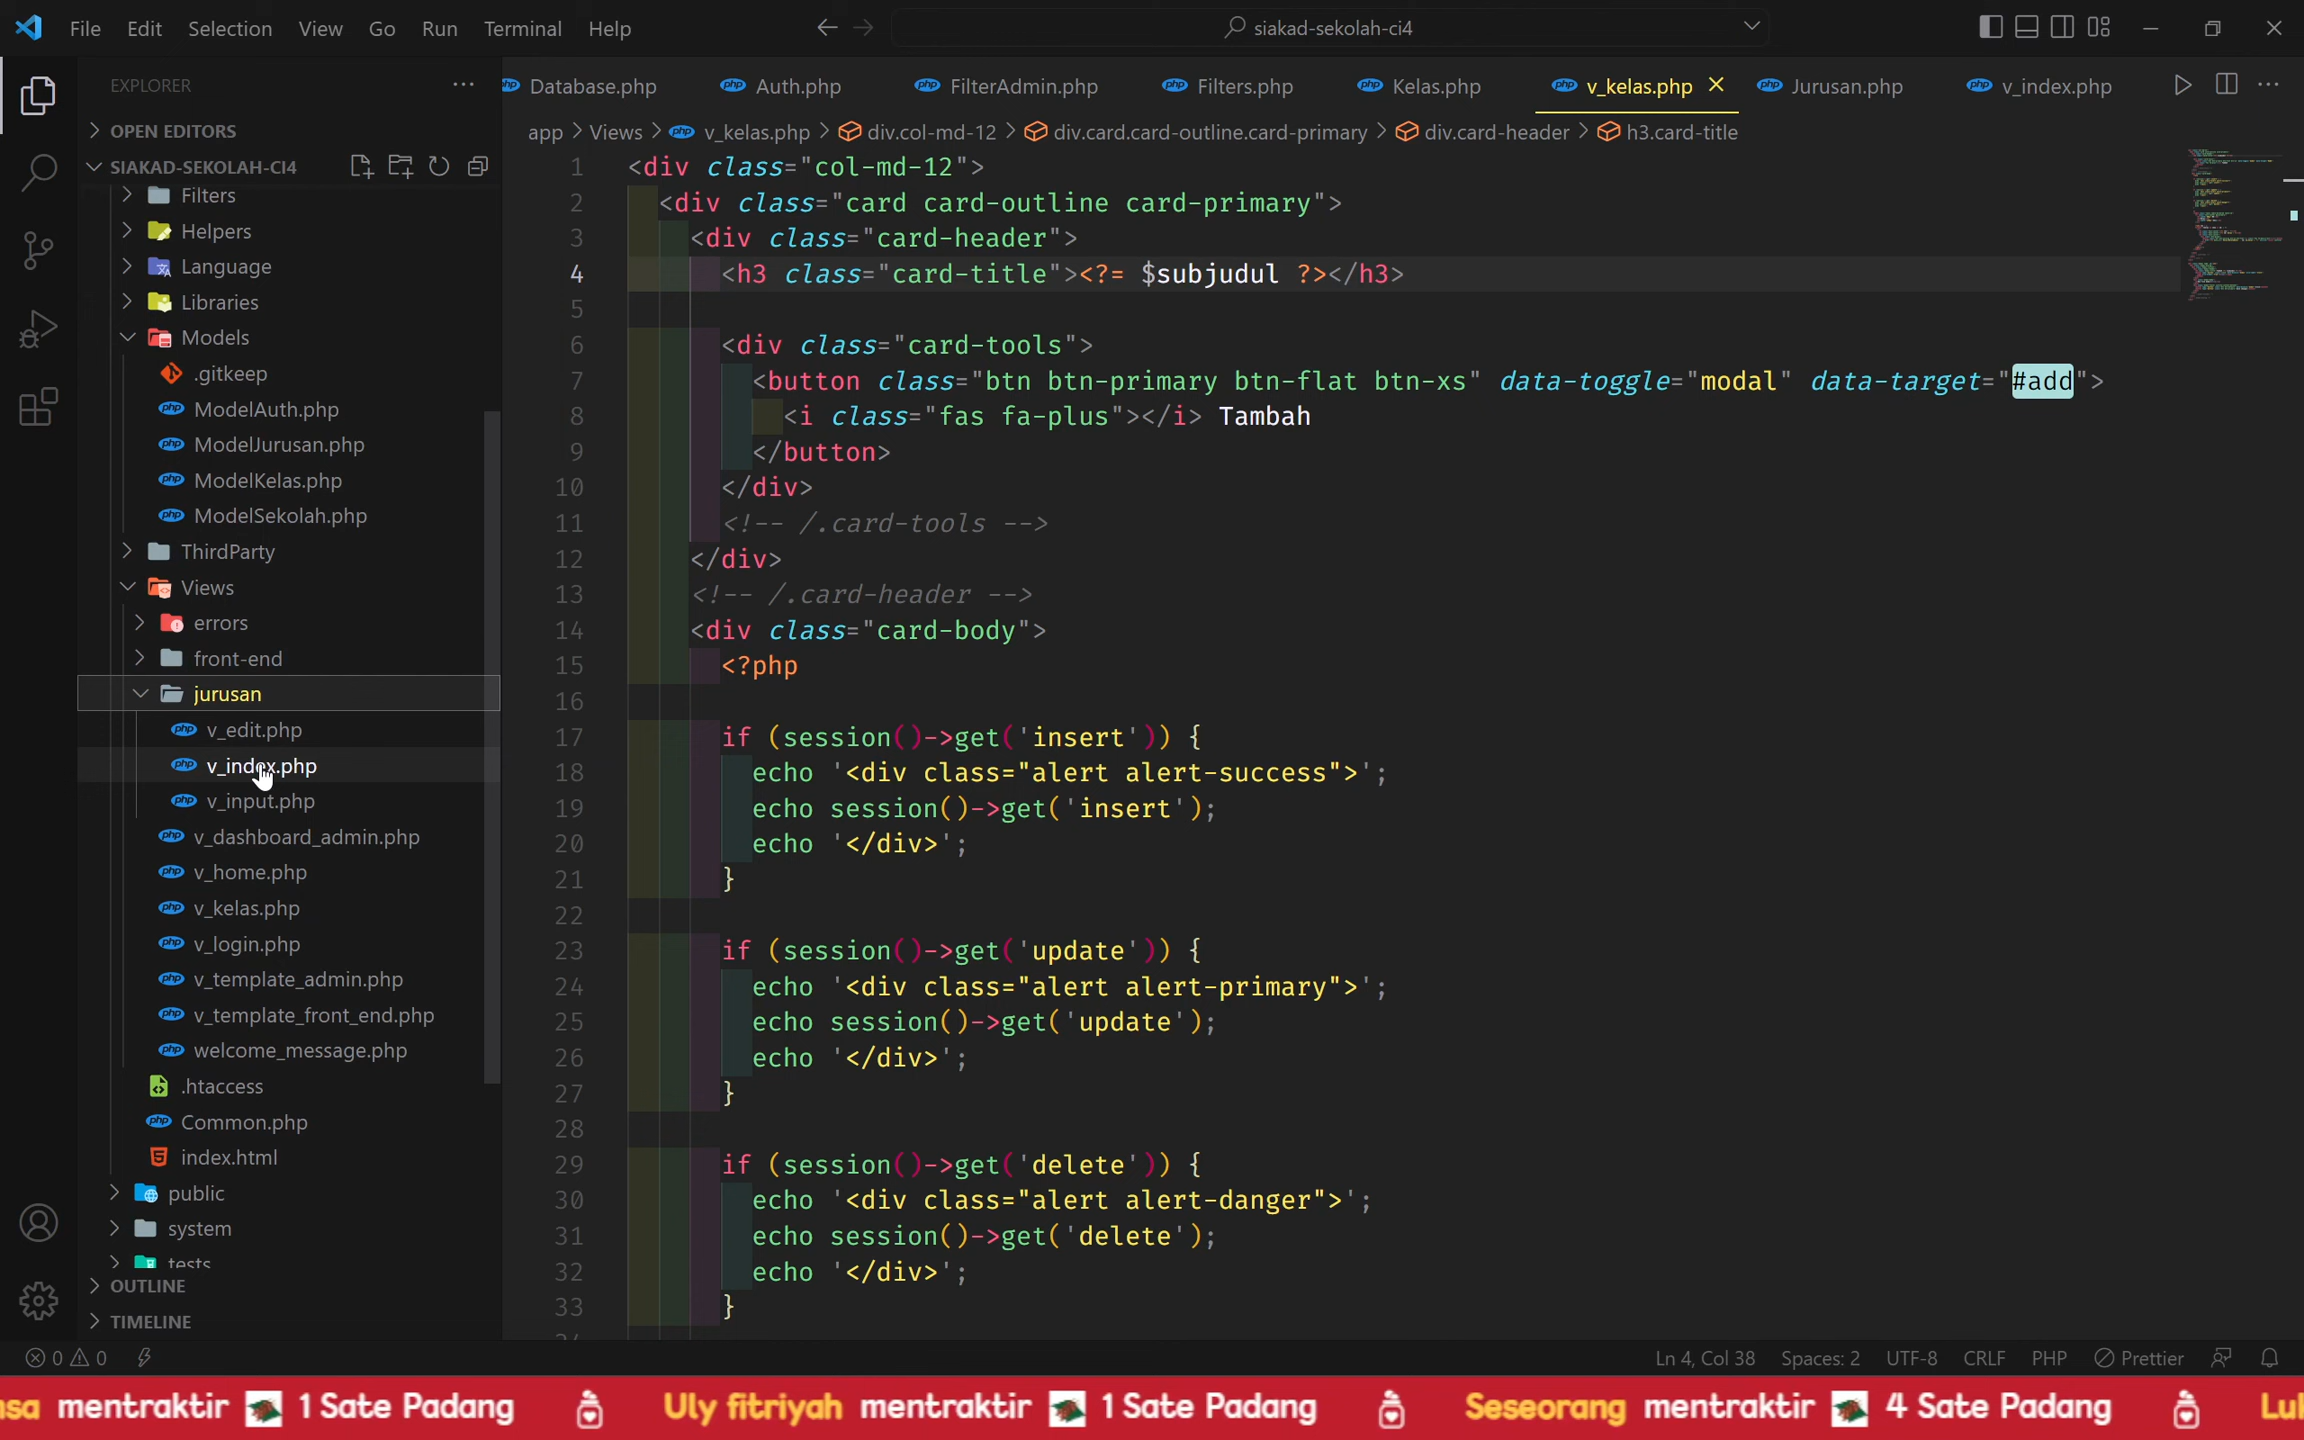 File Edit Selection View Go Run Terminal Help
siakad-sekolah-ci4
EXPLORER
OPEN EDITORS
SIAKAD-SEKOLAH-CI4
Filters
Helpers
Language
Libraries
Models
.gitkeep
ModelAuth.php
ModelJurusan.php
ModelKelas.php
ModelSekolah.php
ThirdParty
Views
errors
front-end
jurusan
v_edit.php
v_index.php
v_input.php
v_dashboard_admin.php
v_home.php
v_kelas.php
v_login.php
v_template_admin.php
v_template_front_end.php
welcome_message.php
.htaccess
Common.php
index.html
public
system
tests
OUTLINE
TIMELINE
Database.php Auth.php FilterAdmin.php Filters.php Kelas.php v_kelas.php Jurusan.php v_index.php
app > Views > v_kelas.php > div.col-md-12 > div.card.card-outline.card-primary > div.card-header > h3.card-title
1 <div class="col-md-12">
2 <div class="card card-outline card-primary">
3 <div class="card-header">
4 <h3 class="card-title"><?= $subjudul ?></h3>
5
6 <div class="card-tools">
7 <button class="btn btn-primary btn-flat btn-xs" data-toggle="modal" data-target="#add">
8 <i class="fas fa-plus"></i> Tambah
9 </button>
10 </div>
11 <!-- /.card-tools -->
12 </div>
13 <!-- /.card-header -->
14 <div class="card-body">
15 <?php
16
17 if (session()->get('insert')) {
18 echo '<div class="alert alert-success">';
19 echo session()->get('insert');
20 echo '</div>';
21 }
22
23 if (session()->get('update')) {
24 echo '<div class="alert alert-primary">';
25 echo session()->get('update');
26 echo '</div>';
27 }
28
29 if (session()->get('delete')) {
30 echo '<div class="alert alert-danger">';
31 echo session()->get('delete');
32 echo '</div>';
33 }
0 0
Ln 4, Col 38 Spaces: 2 UTF-8 CRLF PHP Prettier
mentraktir 1 Sate Padang Uly fitriyah mentraktir 1 Sate Padang Seseorang mentraktir 4 Sate Padang